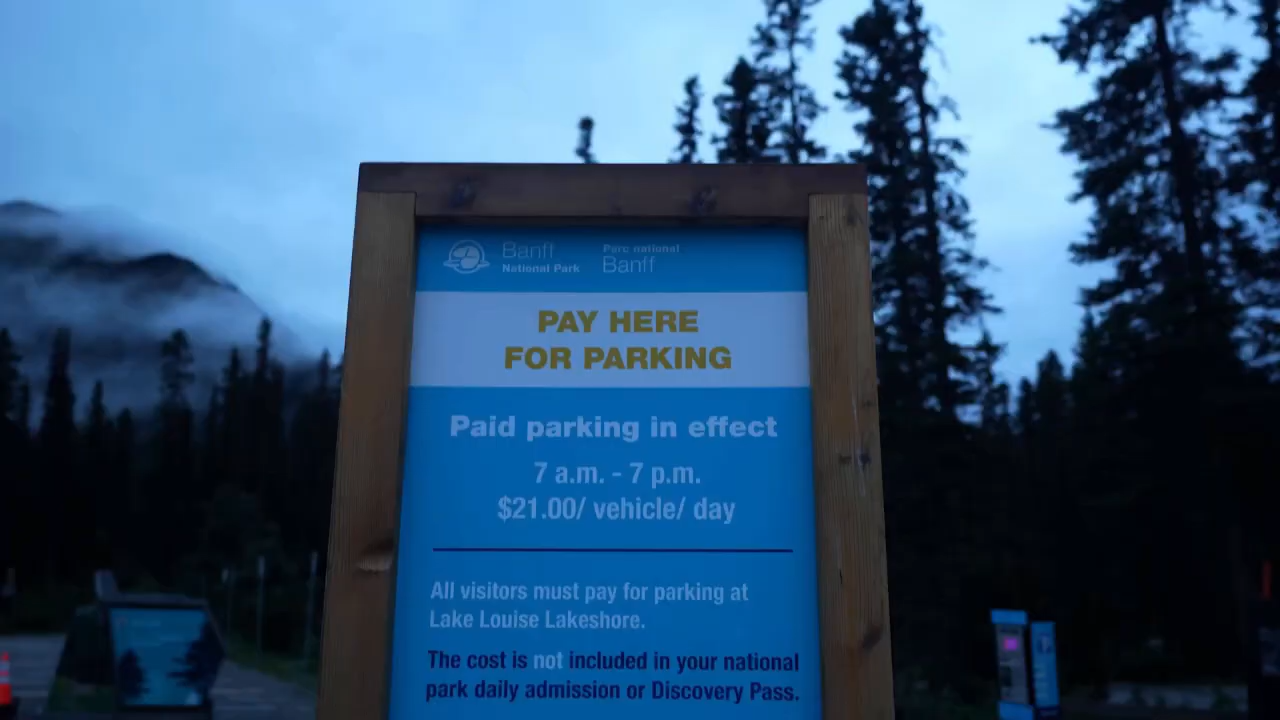 Banff
National Park
Parc national
Banff
PAY HERE
FOR PARKING
Paid parking in effect
7 a.m. - 7 p.m.
$21.00/ vehicle/ day
All visitors must pay for parking at
Lake Louise Lakeshore.
The cost is not included in your national
park daily admission or Discovery Pass.